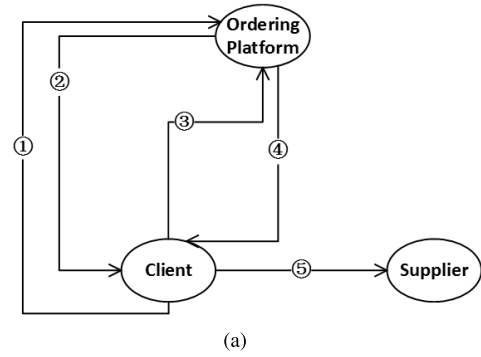 Ordering
Platform
②
③
①
④
Client
⑤
Supplier
(a)